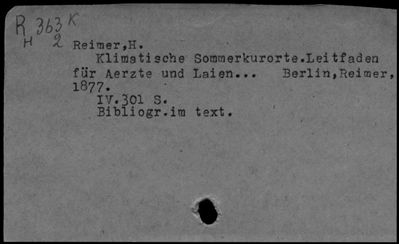 R 363 K
H 2
Reimer,H.
Klimatische Sommerkurorte.Leitfaden
für Aerzte und Laien... Berlin,Reimer,
1877.
IV.301 S.
Bibliogr.im text.